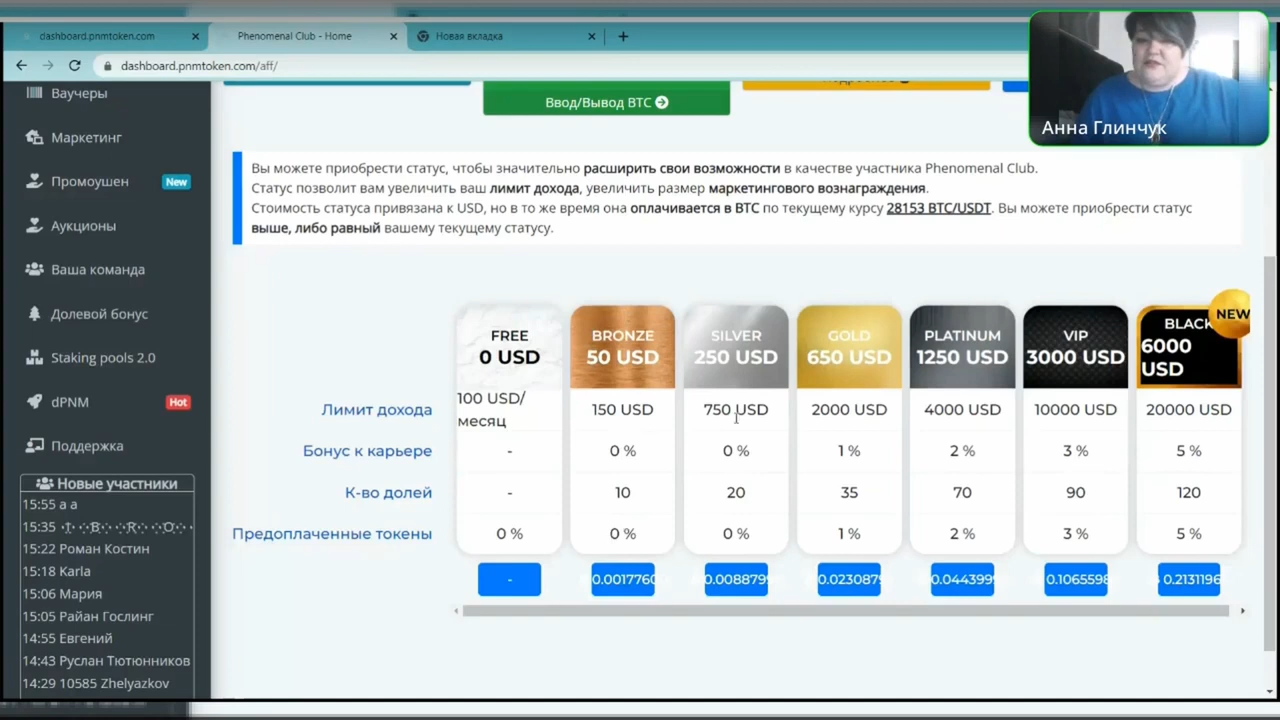 dashboard.pnmtoken.com
Phenomenal Club - Home
Новая вкладка
dashboard.pnmtoken.com/aff/
Анна Глинчук
Ваучеры
Маркетинг
Промоушен New
Аукционы
Ваша команда
Долевой бонус
Staking pools 2.0
dPNM Hot
Поддержка
Новые участники
15:55 a a
15:35 ·I· ·B· ·R· ·O·
15:22 Роман Костин
15:18 Karla
15:06 Мария
15:05 Райан Гослинг
14:55 Евгений
14:43 Руслан Тютюнников
14:29 10585 Zhelyazkov
Ввод/Вывод BTC
Вы можете приобрести статус, чтобы значительно расширить свои возможности в качестве участника Phenomenal Club.
Статус позволит вам увеличить ваш лимит дохода, увеличить размер маркетингового вознаграждения.
Стоимость статуса привязана к USD, но в то же время она оплачивается в BTC по текущему курсу 28153 BTC/USDT. Вы можете приобрести статус
выше, либо равный вашему текущему статусу.
NEW
FREE BRONZE SILVER GOLD PLATINUM VIP BLACK
0 USD 50 USD 250 USD 650 USD 1250 USD 3000 USD 6000 USD
Лимит дохода 100 USD/месяц 150 USD 750 USD 2000 USD 4000 USD 10000 USD 20000 USD
Бонус к карьере - 0 % 0 % 1 % 2 % 3 % 5 %
К-во долей - 10 20 35 70 90 120
Предоплаченные токены 0 % 0 % 0 % 1 % 2 % 3 % 5 %
- 0.0017760 0.0088799 0.0230879 0.0443999 0.1065598 0.2131196